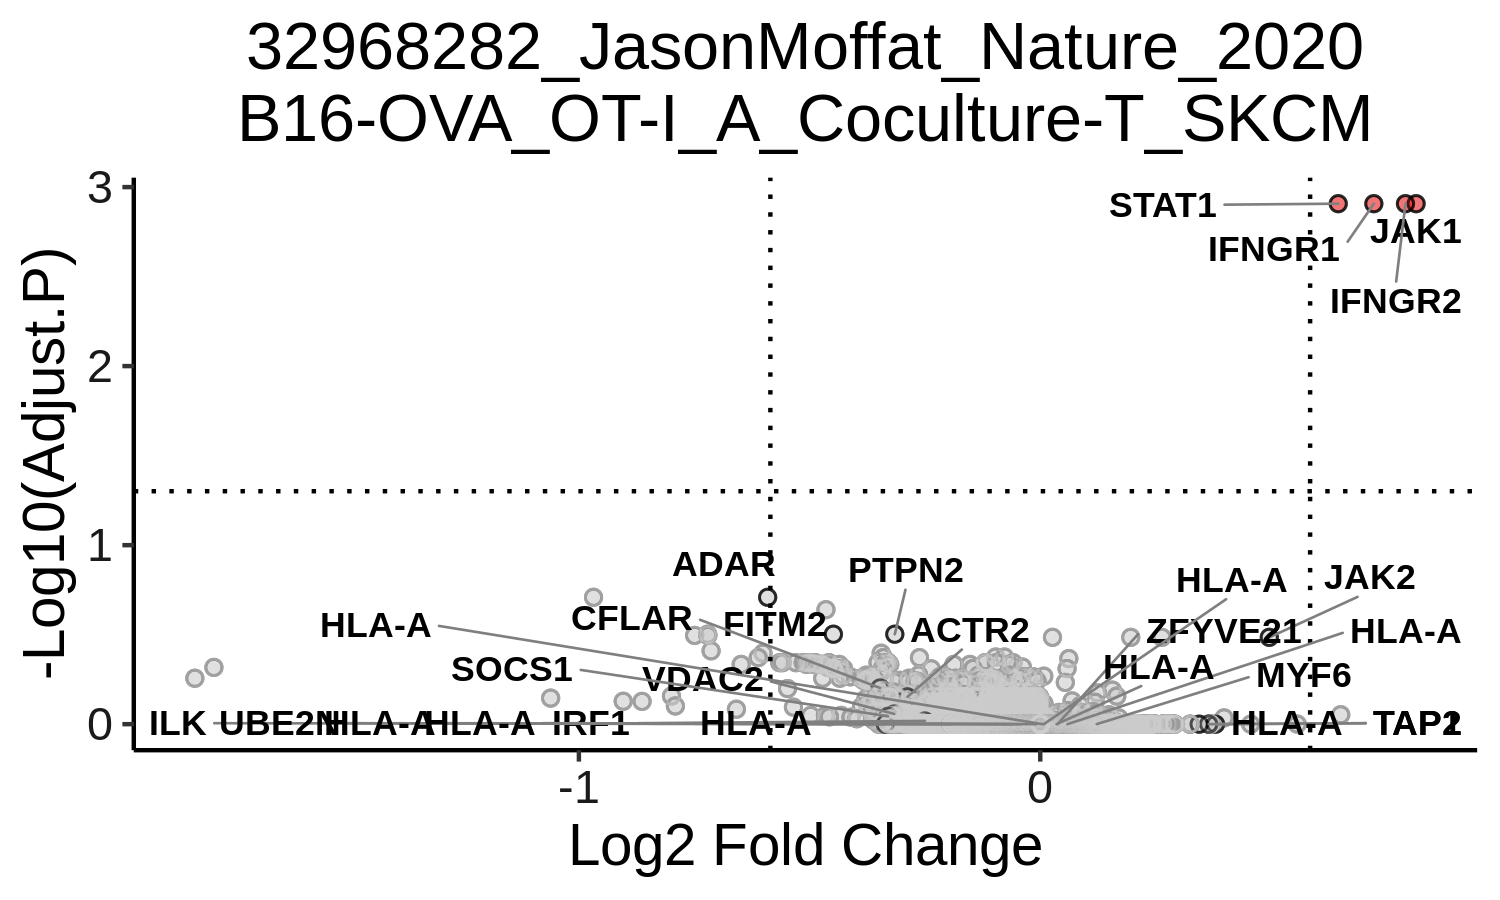 32968282_JasonMoffat_Nature_2020
B16-OVA_OT-I_A_Coculture-T_SKCM
-Log10(Adjust.P)
3
2
1
0
STAT1
IFNGR1
JAK1
IFNGR2
ADAR
PTPN2
HLA-A
JAK2
HLA-A
CFLAR
FITM2
ACTR2
ZFYVE21
HLA-A
SOCS1
VDAC2
HLA-A
MYF6
ILK
UBE2N
HLA-A
HLA-A
IRF1
HLA-A
HLA-A
TAP2
-1
0
Log2 Fold Change